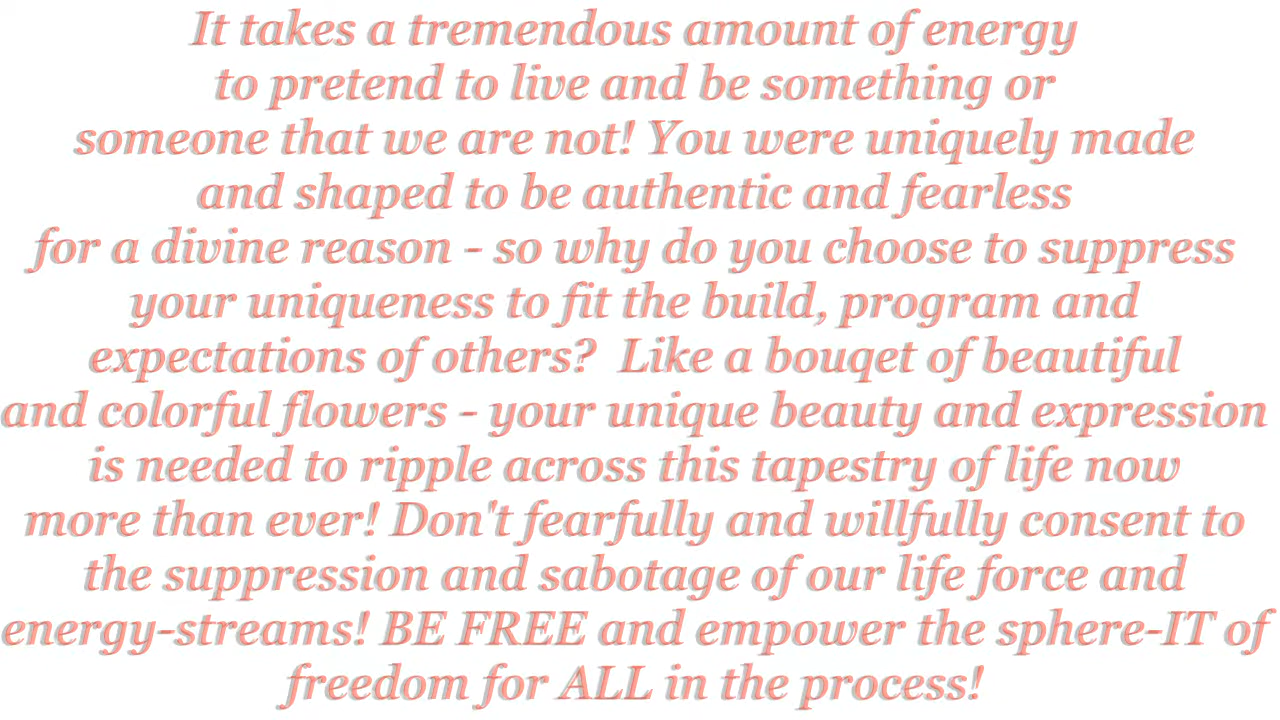 It takes a tremendous amount of energy
to pretend to live and be something or
someone that we are not! You were uniquely made
and shaped to be authentic and fearless
for a divine reason - so why do you choose to suppress
your uniqueness to fit the build, program and
expectations of others?  Like a bouqet of beautiful
and colorful flowers - your unique beauty and expression
is needed to ripple across this tapestry of life now
more than ever! Don't fearfully and willfully consent to
the suppression and sabotage of our life force and
energy-streams! BE FREE and empower the sphere-IT of
freedom for ALL in the process!